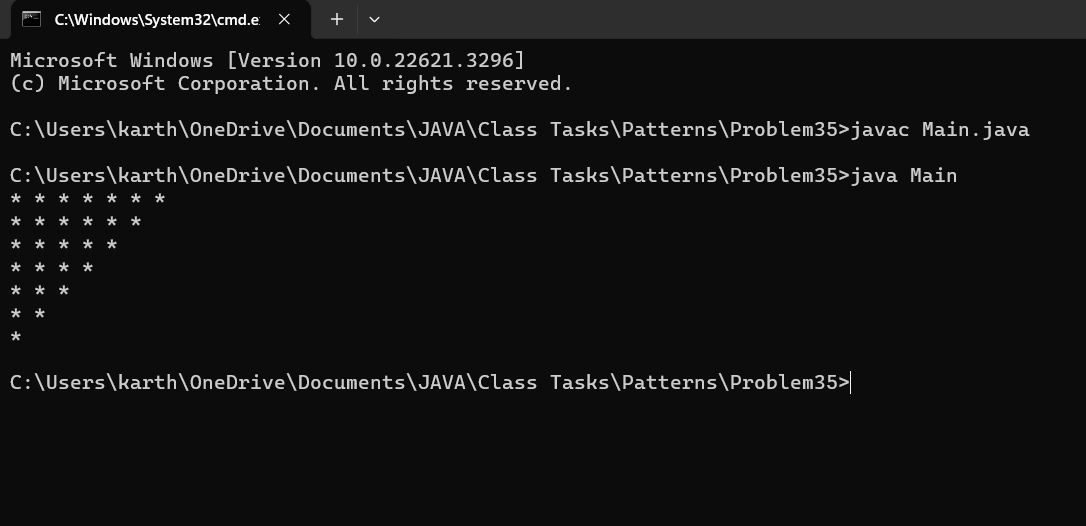 C:\Windows\System32\cmd.e
Microsoft Windows [Version 10.0.22621.3296]
(c) Microsoft Corporation. All rights reserved.
C:\Users\karth\OneDrive\Documents\JAVA\Class Tasks\Patterns\Problem35>javac Main.java
C:\Users\karth\OneDrive\Documents\JAVA\Class Tasks\Patterns\Problem35>java Main
* * * * * * *
* * * * * *
* * * * *
* * * *
* * *
* *
*
C:\Users\karth\OneDrive\Documents\JAVA\Class Tasks\Patterns\Problem35>